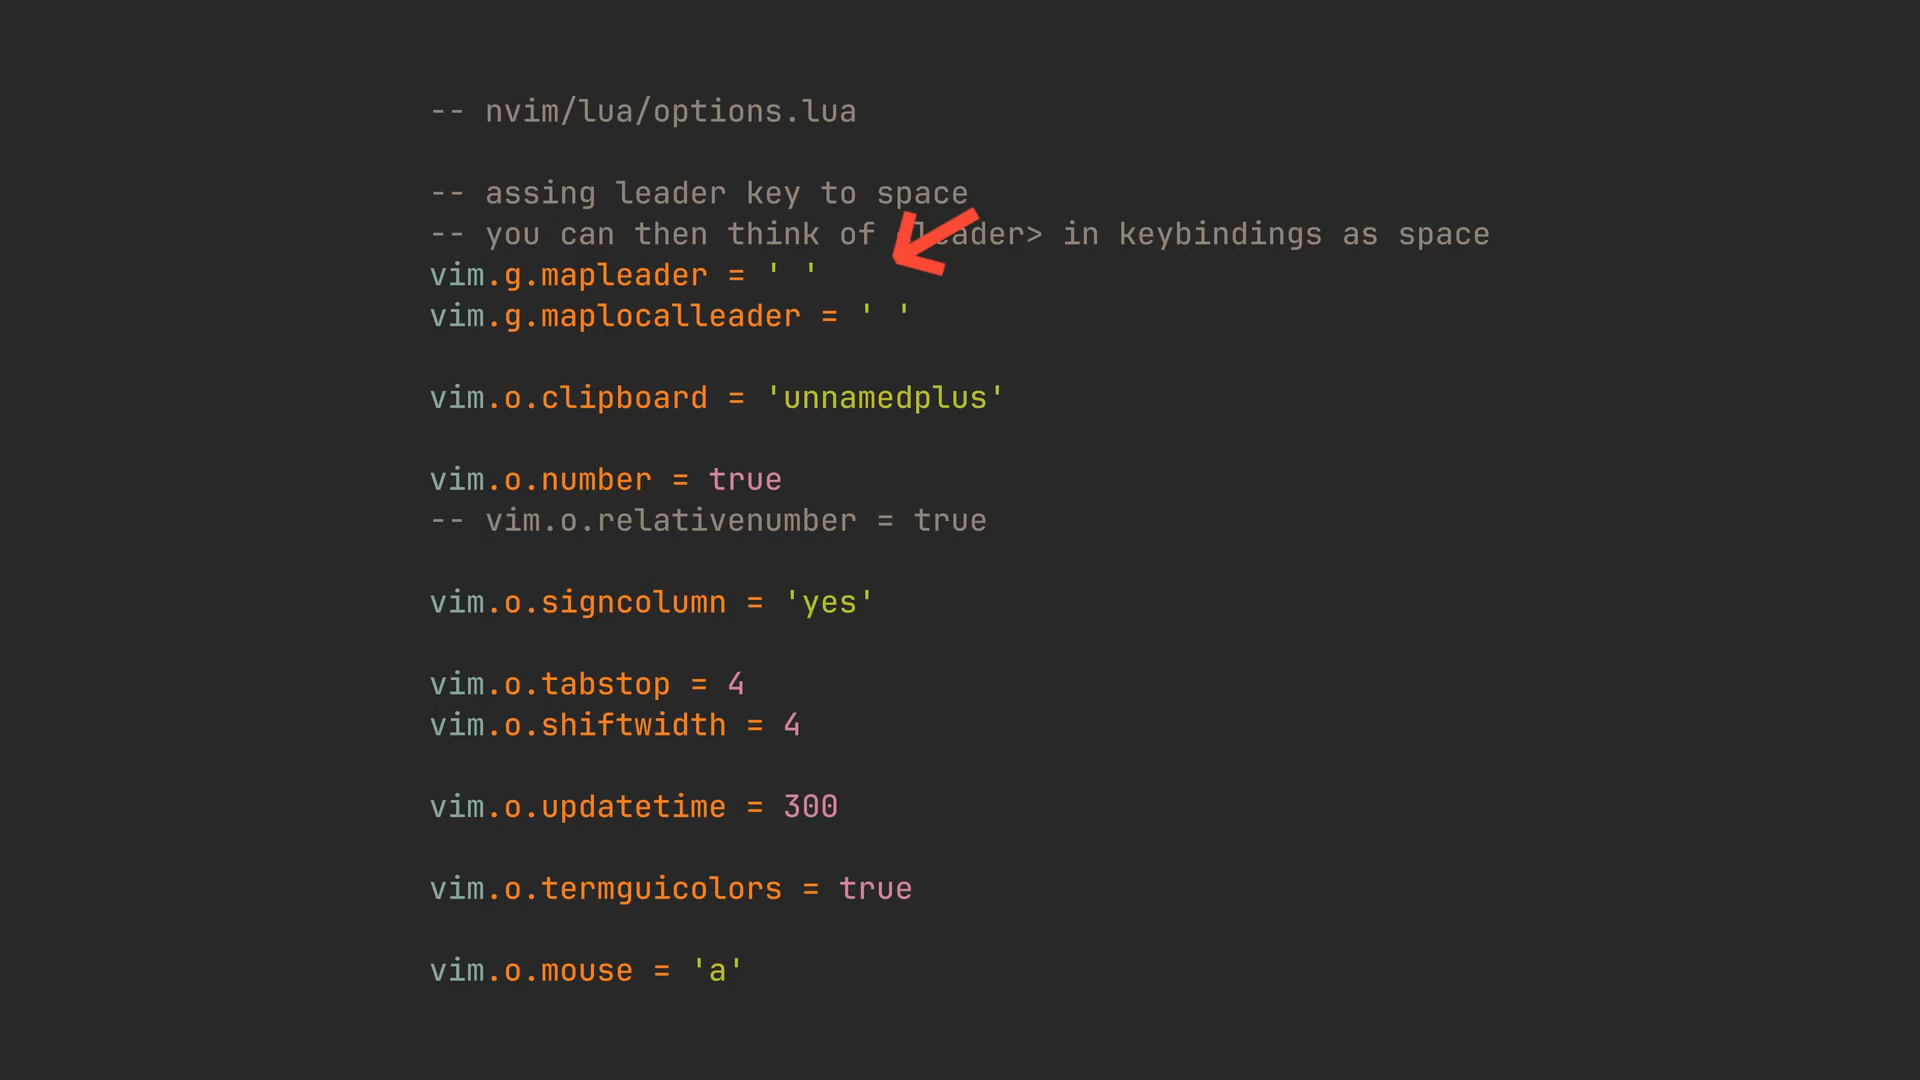 -- nvim/lua/options.lua
-- assing leader key to space
-- you can then think of leader> in keybindings as space
vim.g.mapleader = ' '
vim.g.maplocalleader = ' '
vim.o.clipboard = 'unnamedplus'
vim.o.number = true
-- vim.o.relativenumber = true
vim.o.signcolumn = 'yes'
vim.o.tabstop = 4
vim.o.shiftwidth = 4
vim.o.updatetime = 300
vim.o.termguicolors = true
vim.o.mouse = 'a'